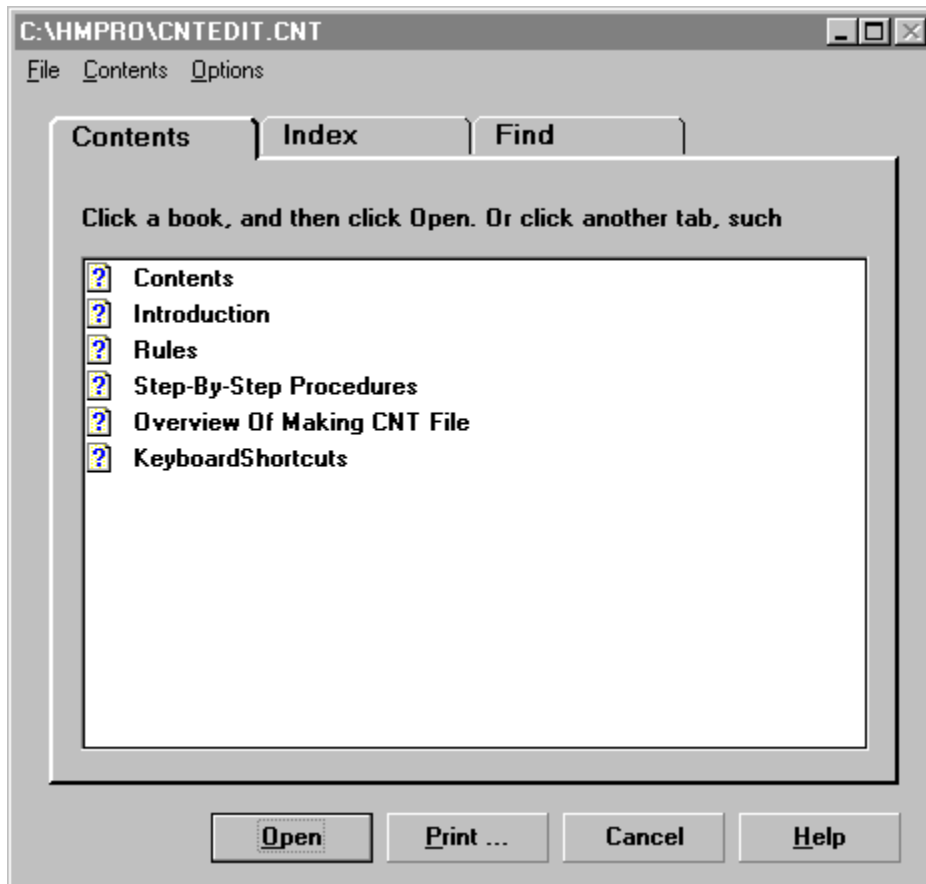 C:\HMPRO\CNTEDIT.CNT
File Contents Options
Contents Index Find
Click a book, and then click Open. Or click another tab, such
? Contents
? Introduction
? Rules
? Step-By-Step Procedures
? Overview Of Making CNT File
? KeyboardShortcuts
Open Print ... Cancel Help